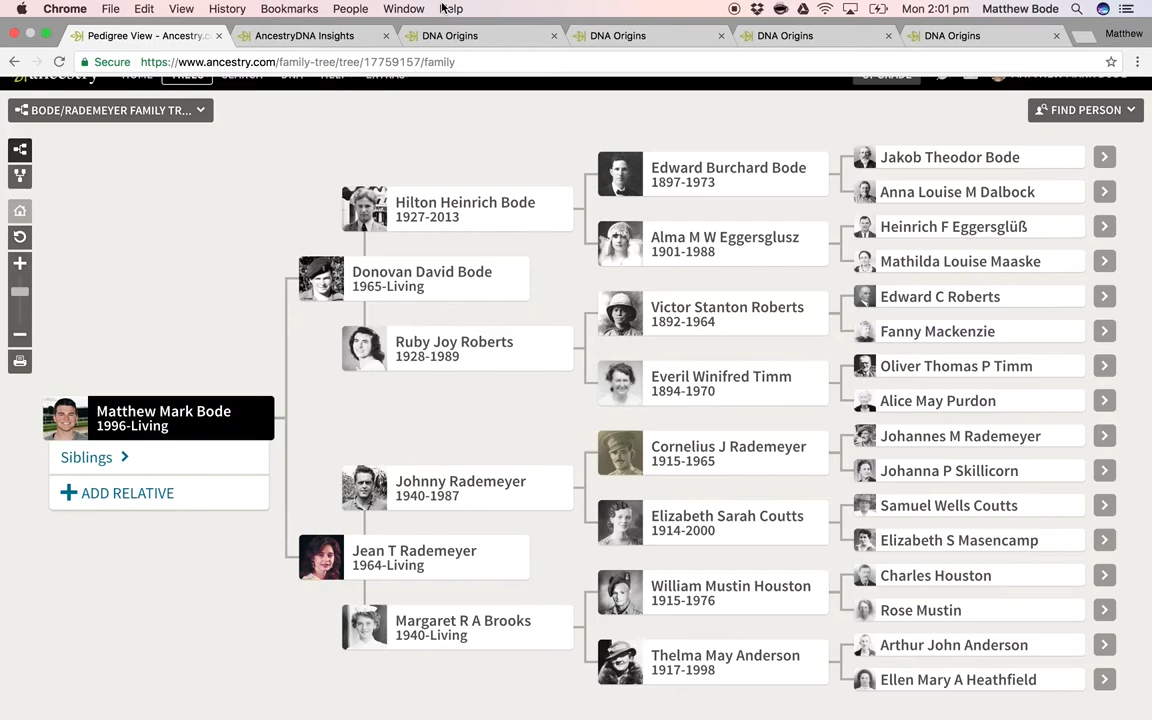 Chrome File Edit View History Bookmarks People Window Help Mon 2:01 pm Matthew Bode
Pedigree View - Ancestry.c AncestryDNA Insights DNA Origins DNA Origins DNA Origins DNA Origins Matthew
Secure https://www.ancestry.com/family-tree/tree/17759157/family
BODE/RADEMEYER FAMILY TR... FIND PERSON
Matthew Mark Bode
1996-Living
Siblings
ADD RELATIVE
Donovan David Bode
1965-Living
Jean T Rademeyer
1964-Living
Hilton Heinrich Bode
1927-2013
Ruby Joy Roberts
1928-1989
Johnny Rademeyer
1940-1987
Margaret R A Brooks
1940-Living
Edward Burchard Bode
1897-1973
Alma M W Eggersglusz
1901-1988
Victor Stanton Roberts
1892-1964
Everil Winifred Timm
1894-1970
Cornelius J Rademeyer
1915-1965
Elizabeth Sarah Coutts
1914-2000
William Mustin Houston
1915-1976
Thelma May Anderson
1917-1998
Jakob Theodor Bode
Anna Louise M Dalbock
Heinrich F Eggersglüß
Mathilda Louise Maaske
Edward C Roberts
Fanny Mackenzie
Oliver Thomas P Timm
Alice May Purdon
Johannes M Rademeyer
Johanna P Skillicorn
Samuel Wells Coutts
Elizabeth S Masencamp
Charles Houston
Rose Mustin
Arthur John Anderson
Ellen Mary A Heathfield